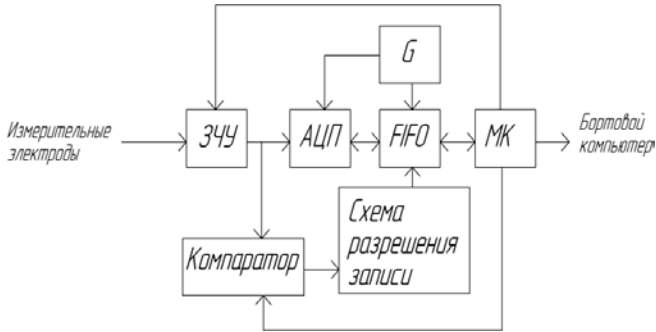 G
Измерительные
электроды
ЗЧУ
АЦП
FIFO
МК
Бортовой
компьютер
Компаратор
Схема
разрешения
записи